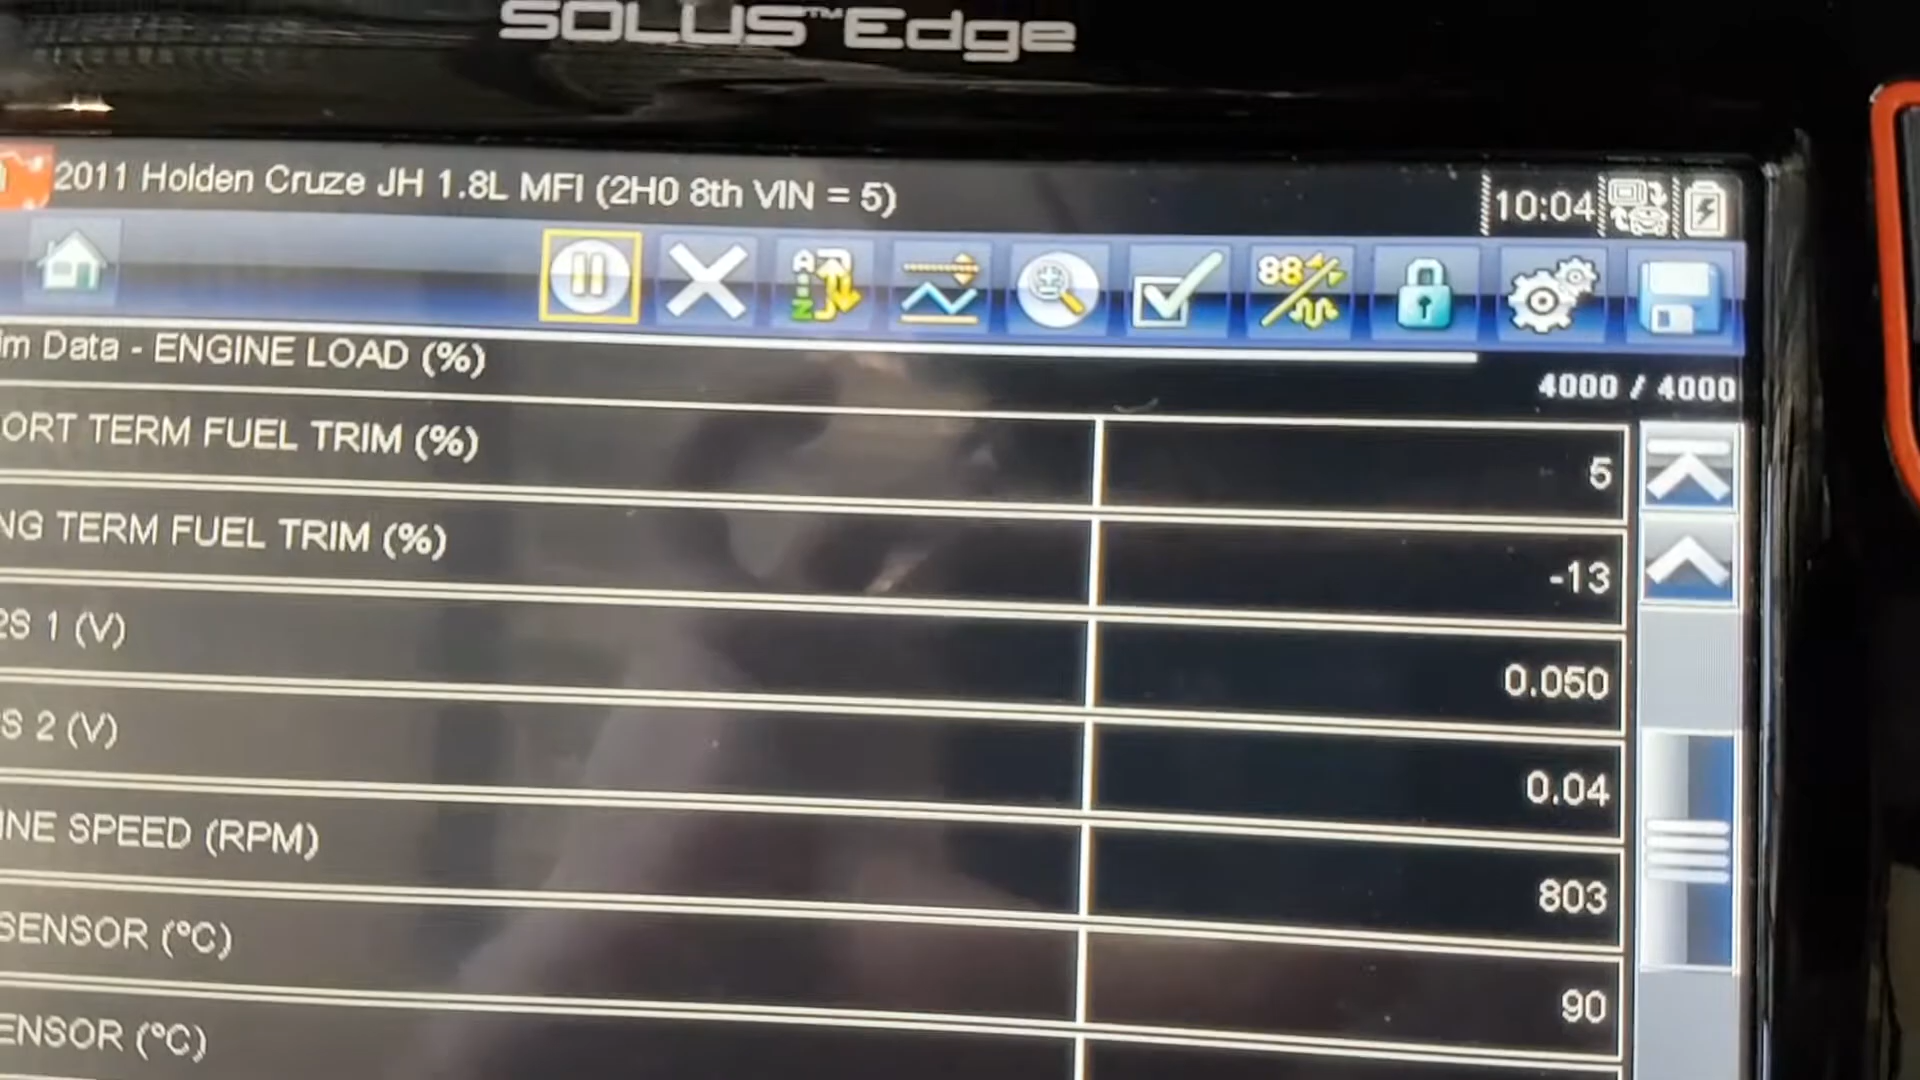 SOLUS™ Edge
2011 Holden Cruze JH 1.8L MFI (2H0 8th VIN = 5)
10:04
im Data - ENGINE LOAD (%)
4000 / 4000
ORT TERM FUEL TRIM (%)
5
NG TERM FUEL TRIM (%)
-13
2S 1 (V)
0.050
S 2 (V)
0.04
INE SPEED (RPM)
803
SENSOR (°C)
90
ENSOR (°C)